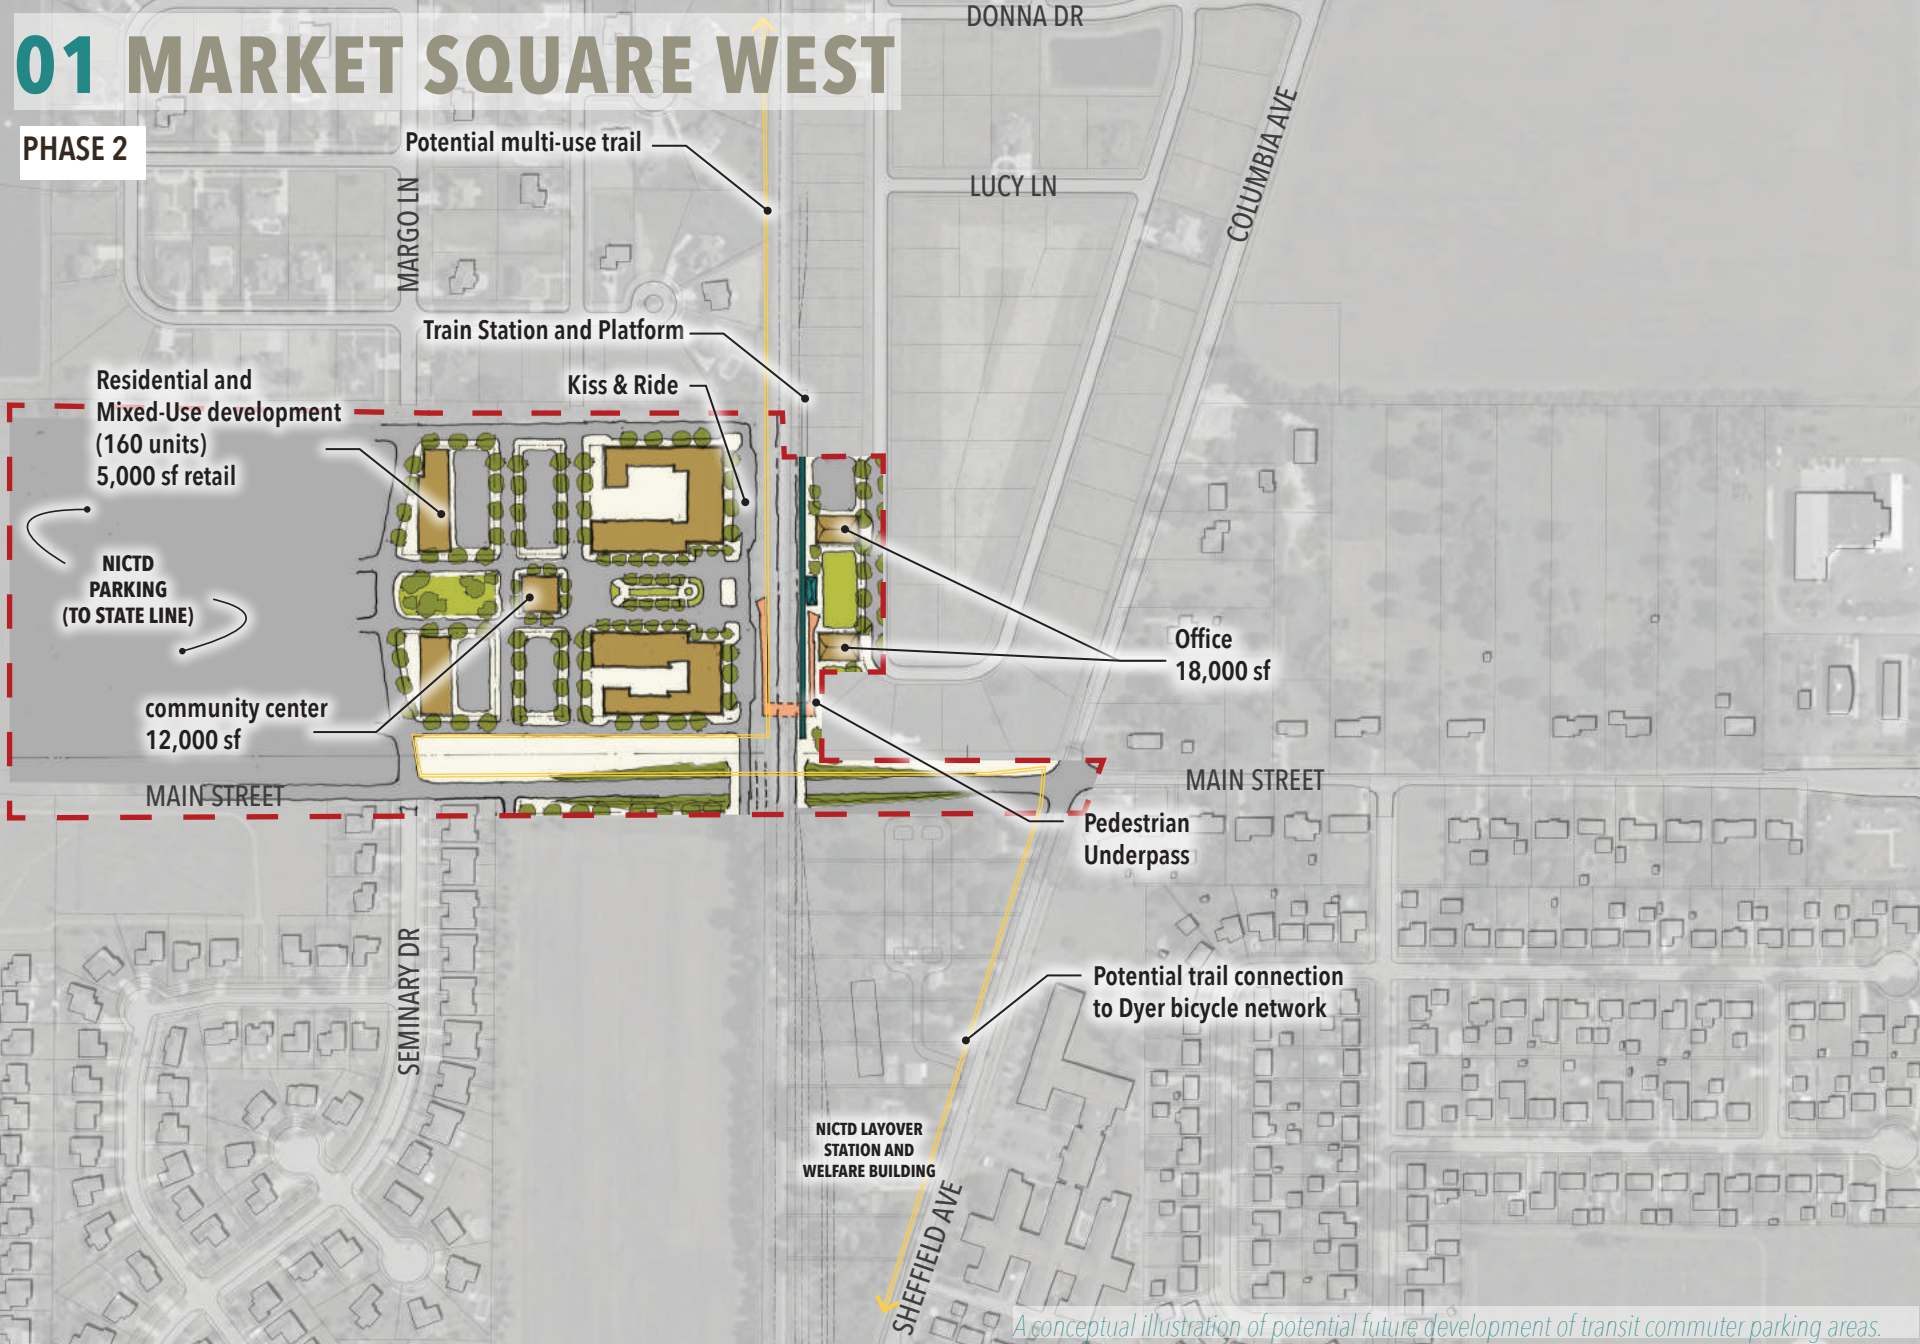 01 MARKET SQUARE WEST
PHASE 2
DONNA DR
Potential multi-use trail
MARGO LN
LUCY LN
COLUMBIA AVE
Train Station and Platform
Kiss & Ride
Residential and
Mixed-Use development
(160 units)
5,000 sf retail
NICTD
PARKING
(TO STATE LINE)
Office
18,000 sf
community center
12,000 sf
MAIN STREET
MAIN STREET
Pedestrian
Underpass
SEMINARY DR
Potential trail connection
to Dyer bicycle network
NICTD LAYOVER
STATION AND
WELFARE BUILDING
SHEFFIELD AVE
A conceptual illustration of potential future development of transit commuter parking areas.